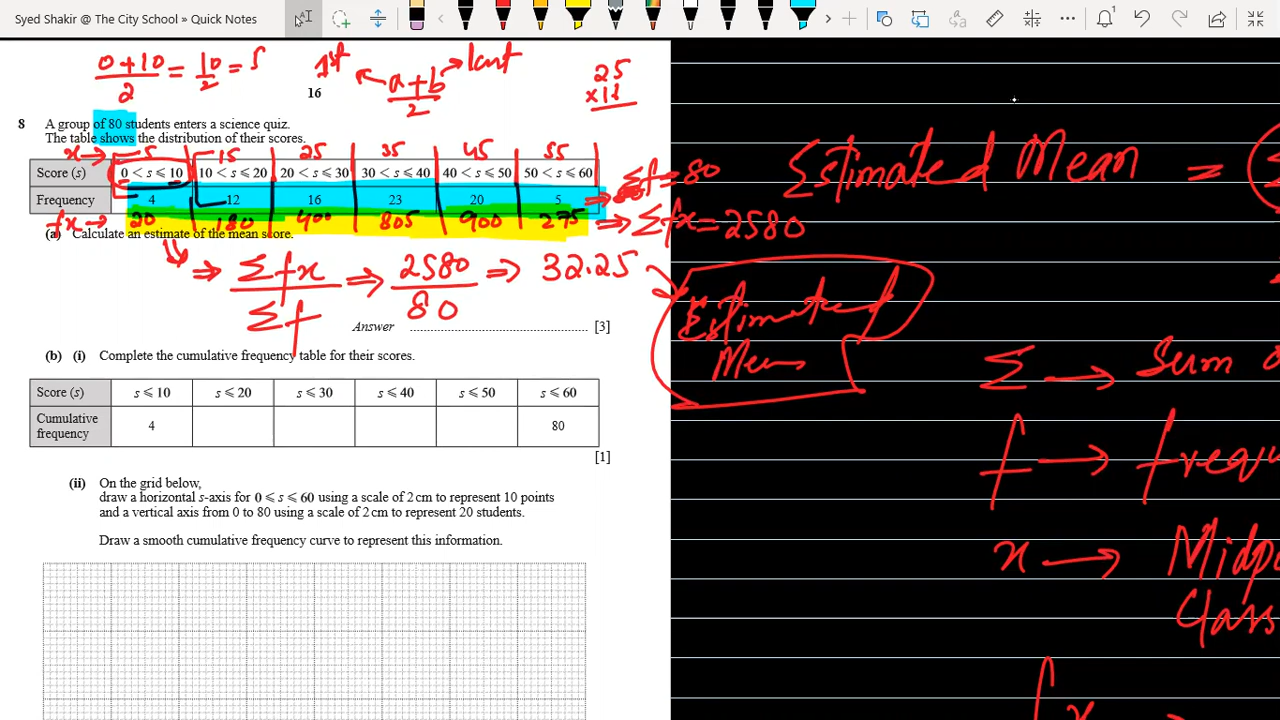 Syed Shakir @ The City School » Quick Notes
0+10/2 = 10/2 = 5
1st ← a+b/2 → last
25
×11
16
8 A group of 80 students enters a science quiz.
The table shows the distribution of their scores.
x→ 5 15 25 35 45 55
Score (s) 0 < s ⩽ 10 10 < s ⩽ 20 20 < s ⩽ 30 30 < s ⩽ 40 40 < s ⩽ 50 50 < s ⩽ 60
Frequency 4 12 16 23 20 5 ⇒ Σf = 80
fx→ 20 180 400 805 900 275 ⇒ Σfx = 2580
(a) Calculate an estimate of the mean score.
⇒ Σfx/Σf ⇒ 2580/80 ⇒ 32.25
Estimated
Mean
Answer ................................................ [3]
(b) (i) Complete the cumulative frequency table for their scores.
Score (s) s ⩽ 10 s ⩽ 20 s ⩽ 30 s ⩽ 40 s ⩽ 50 s ⩽ 60
Cumulative
frequency 4 80
[1]
(ii) On the grid below,
draw a horizontal s-axis for 0 ⩽ s ⩽ 60 using a scale of 2 cm to represent 10 points
and a vertical axis from 0 to 80 using a scale of 2 cm to represent 20 students.
Draw a smooth cumulative frequency curve to represent this information.
Estimated Mean =
Σ → Sum
f → frequ
x → Midpo
Class
f x →